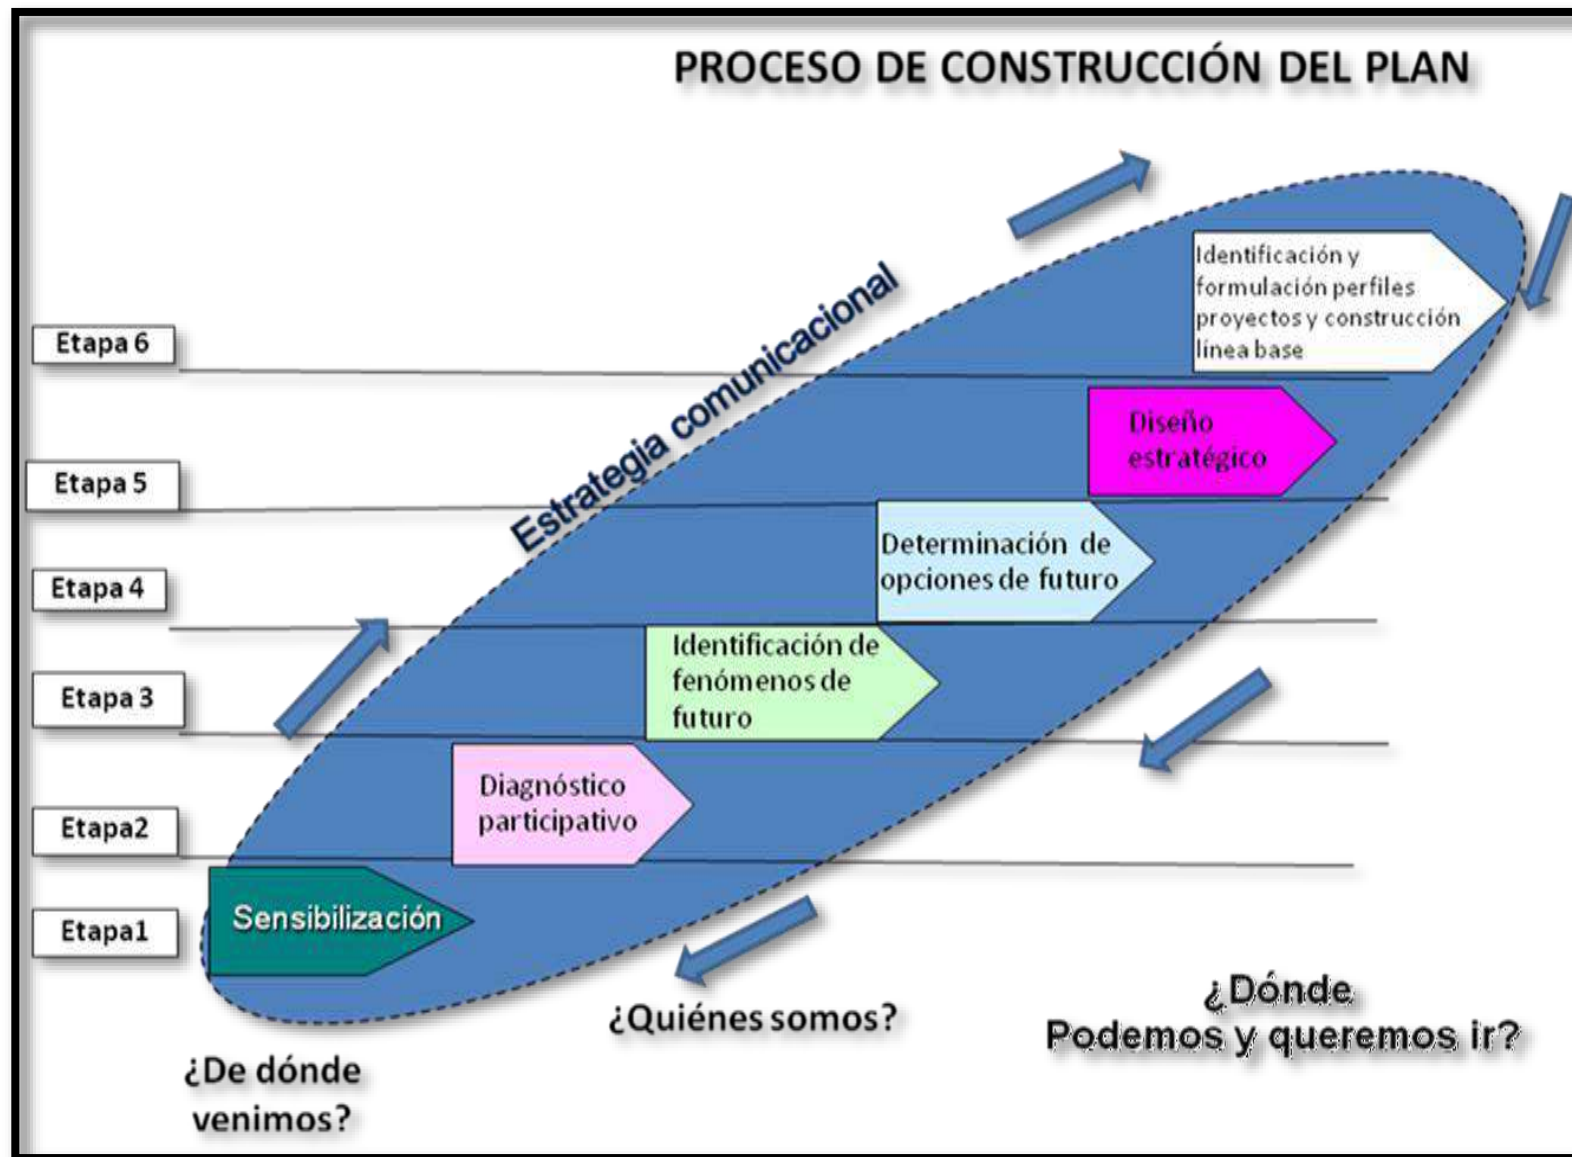 PROCESO DE CONSTRUCCIÓN DEL PLAN
Estrategia comunicacional
Etapa 6
Identificación y
formulación perfiles
proyectos y construcción
línea base
Etapa 5
Diseño
estratégico
Etapa 4
Determinación de
opciones de futuro
Etapa 3
Identificación de
fenómenos de
futuro
Etapa2
Diagnóstico
participativo
Etapa1
Sensibilización
¿De dónde
venimos?
¿Quiénes somos?
¿Dónde
Podemos y queremos ir?